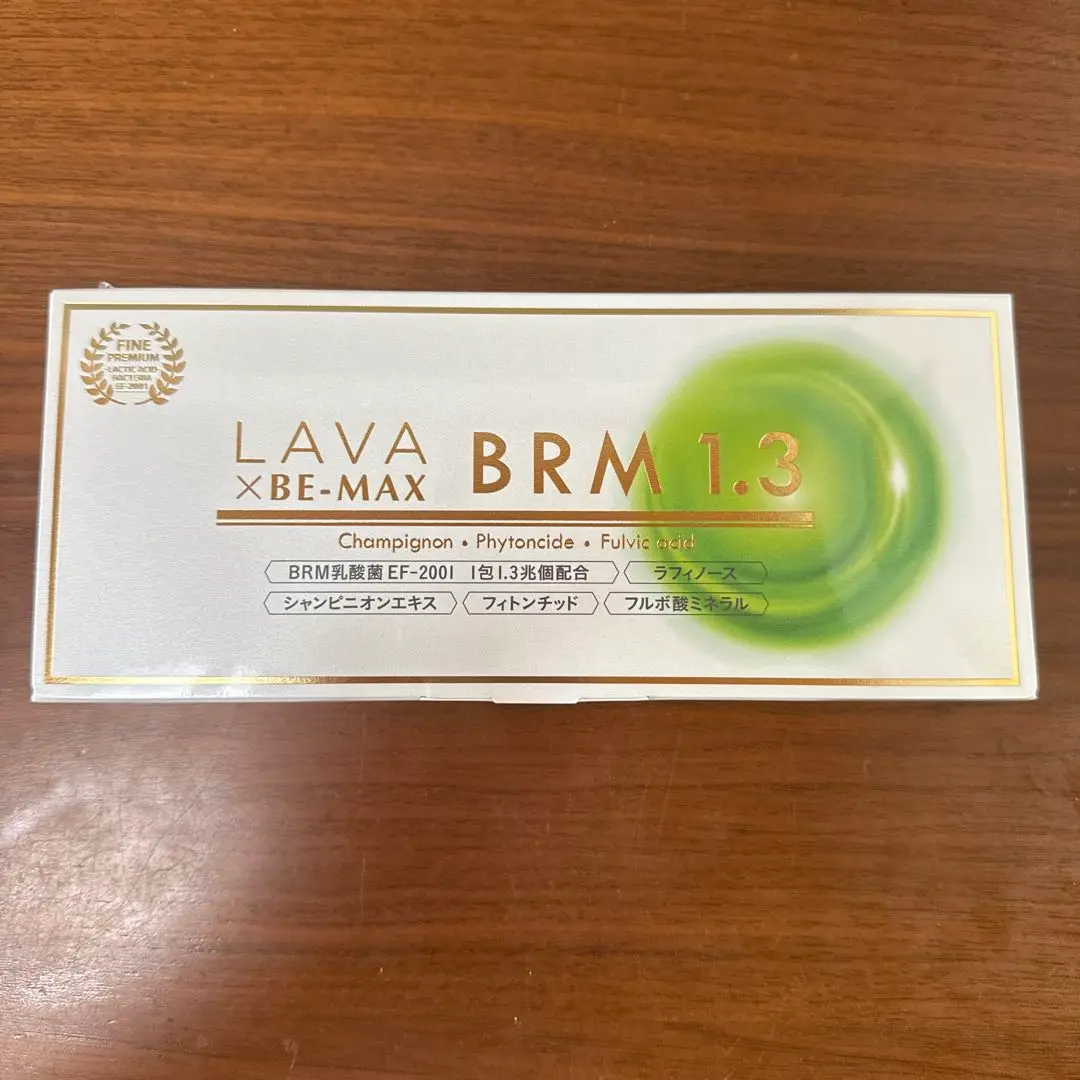 FINE
PREMIUM
LACTIC ACID
BACTERIA
EF-2001
LAVA
×BE-MAX
BRM 1.3
Champignon • Phytoncide • Fulvic acid
BRM乳酸菌 EF-2001 1包1.3兆個配合
ラフィノース
シャンピニオンエキス
フィトンチッド
フルボ酸ミネラル